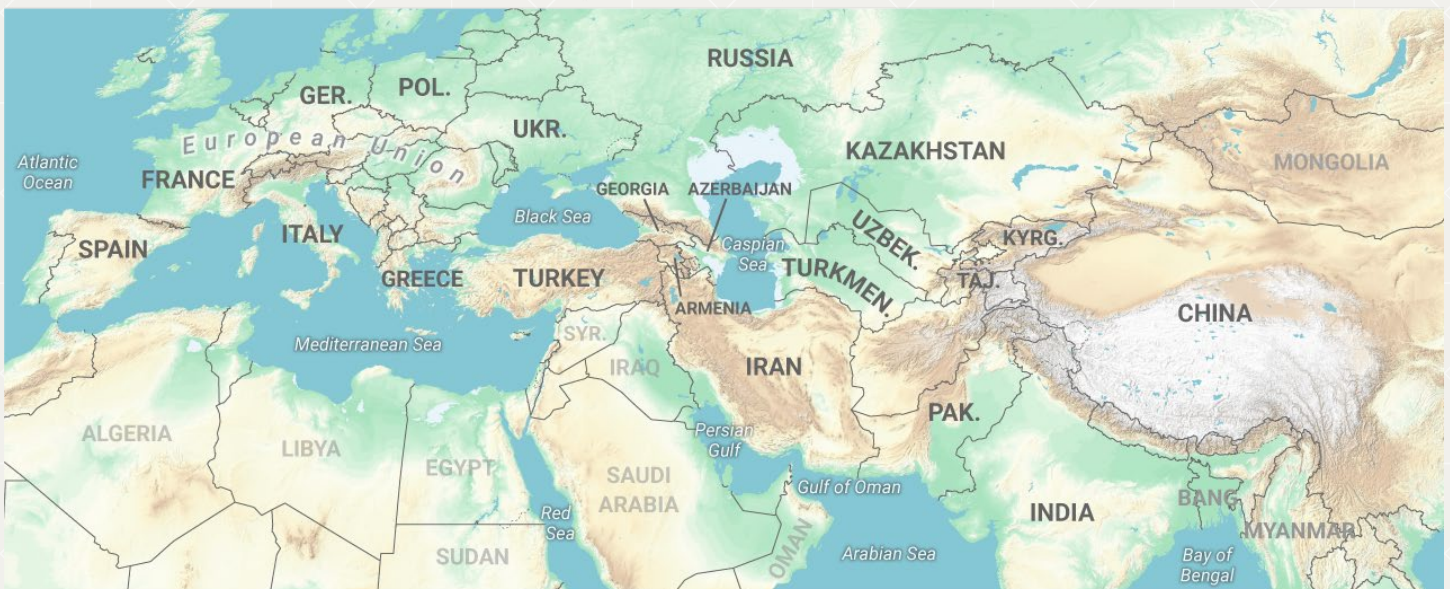 RUSSIA
POL.
GER.
UKR.
European Union
KAZAKHSTAN
Atlantic
Ocean
FRANCE
MONGOLIA
GEORGIA
AZERBAIJAN
Black Sea
ITALY
SPAIN
UZBEK.
KYRG.
Caspian
Sea
GREECE
TURKEY
TURKMEN.
TAJ.
ARMENIA
CHINA
SYR.
Mediterranean Sea
IRAQ
IRAN
PAK.
ALGERIA
LIBYA
Persian
Gulf
EGYPT
SAUDI
ARABIA
Gulf of Oman
BANG.
INDIA
Red
Sea
MYANMAR
SUDAN
OMAN
Arabian Sea
Bay of
Bengal